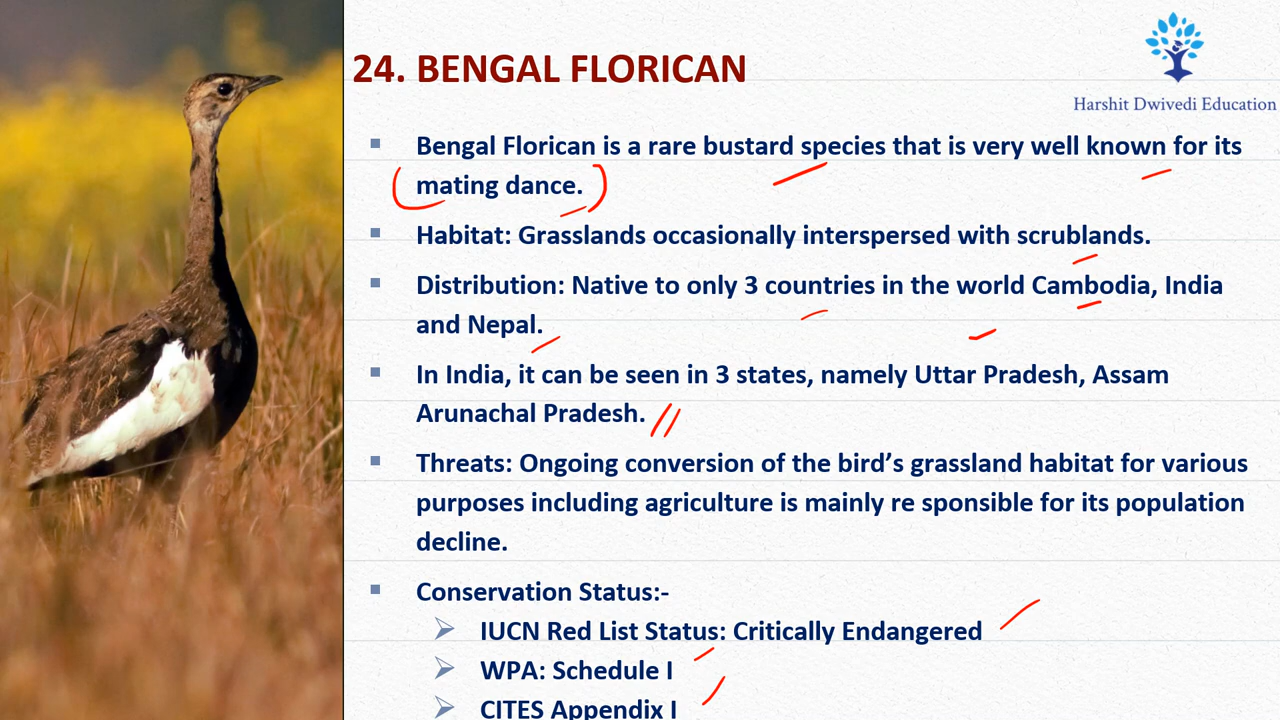 24. BENGAL FLORICAN
Harshit Dwivedi Education
Bengal Florican is a rare bustard species that is very well known for its
mating dance.
Habitat: Grasslands occasionally interspersed with scrublands.
Distribution: Native to only 3 countries in the world Cambodia, India
and Nepal.
In India, it can be seen in 3 states, namely Uttar Pradesh, Assam
Arunachal Pradesh.
Threats: Ongoing conversion of the bird’s grassland habitat for various
purposes including agriculture is mainly re sponsible for its population
decline.
Conservation Status:-
IUCN Red List Status: Critically Endangered
WPA: Schedule I
CITES Appendix I